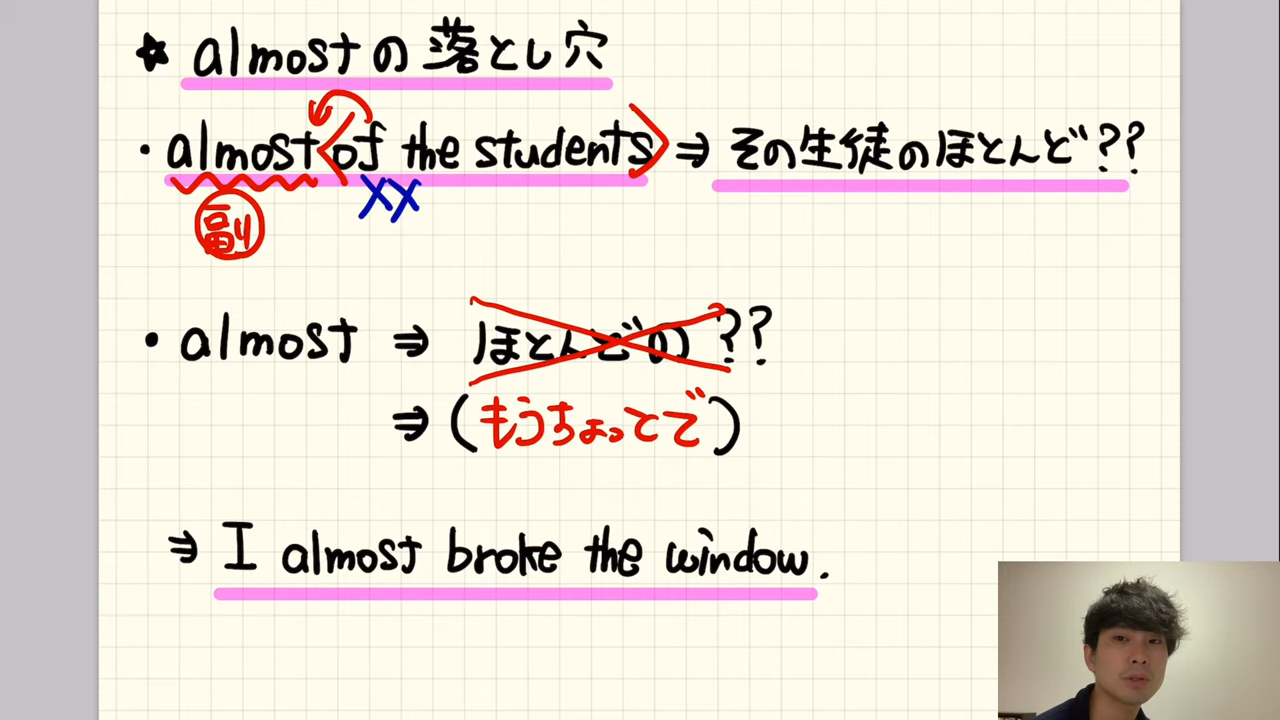 ★ almostの落とし穴
・almost<of the students> ⇒ その生徒のほとんど??
副 XX
・almost ⇒ ほとんどの??
⇒(もうちょっとで)
⇒ I almost broke the window.